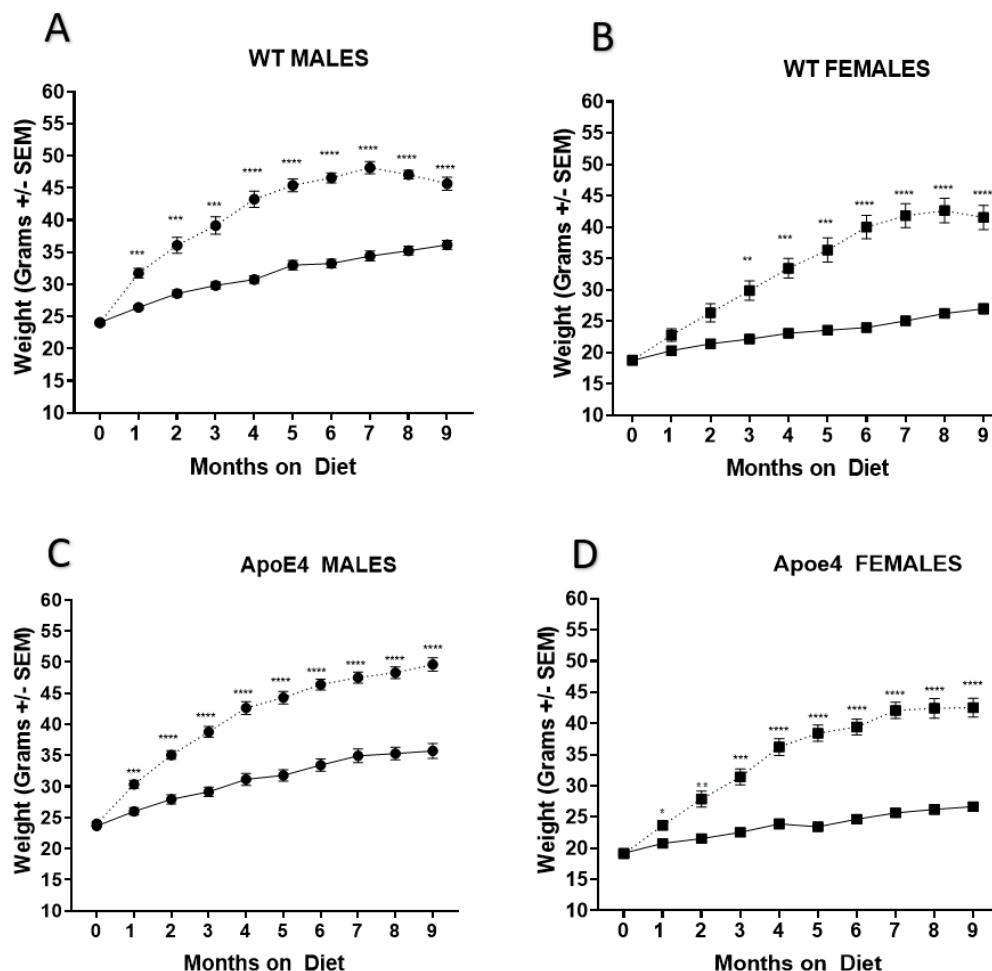 A
WT MALES
Weight (Grams +/- SEM)
60
55
50
45
40
35
30
25
20
15
10
*** *** *** **** **** **** **** **** ****
0 1 2 3 4 5 6 7 8 9
Months on Diet
B
WT FEMALES
Weight (Grams +/- SEM)
60
55
50
45
40
35
30
25
20
15
10
** *** *** **** **** **** ****
0 1 2 3 4 5 6 7 8 9
Months on Diet
C
ApoE4 MALES
Weight (Grams +/- SEM)
60
55
50
45
40
35
30
25
20
15
10
*** **** **** **** **** **** **** **** ****
0 1 2 3 4 5 6 7 8 9
Months on Diet
D
Apoe4 FEMALES
Weight (Grams +/- SEM)
60
55
50
45
40
35
30
25
20
15
10
* ** *** **** **** **** **** **** ****
0 1 2 3 4 5 6 7 8 9
Months on Diet